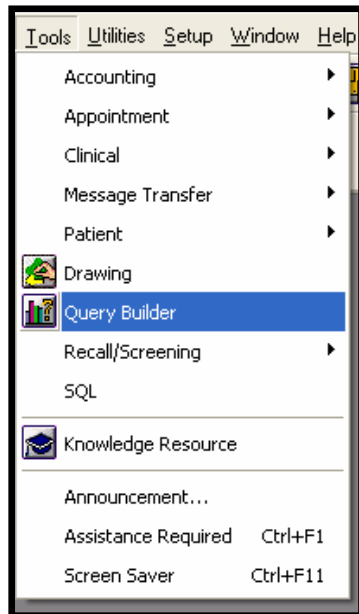 Tools Utilities Setup Window Help
Accounting
Appointment
Clinical
Message Transfer
Patient
Drawing
Query Builder
Recall/Screening
SQL
Knowledge Resource
Announcement...
Assistance Required Ctrl+F1
Screen Saver Ctrl+F11